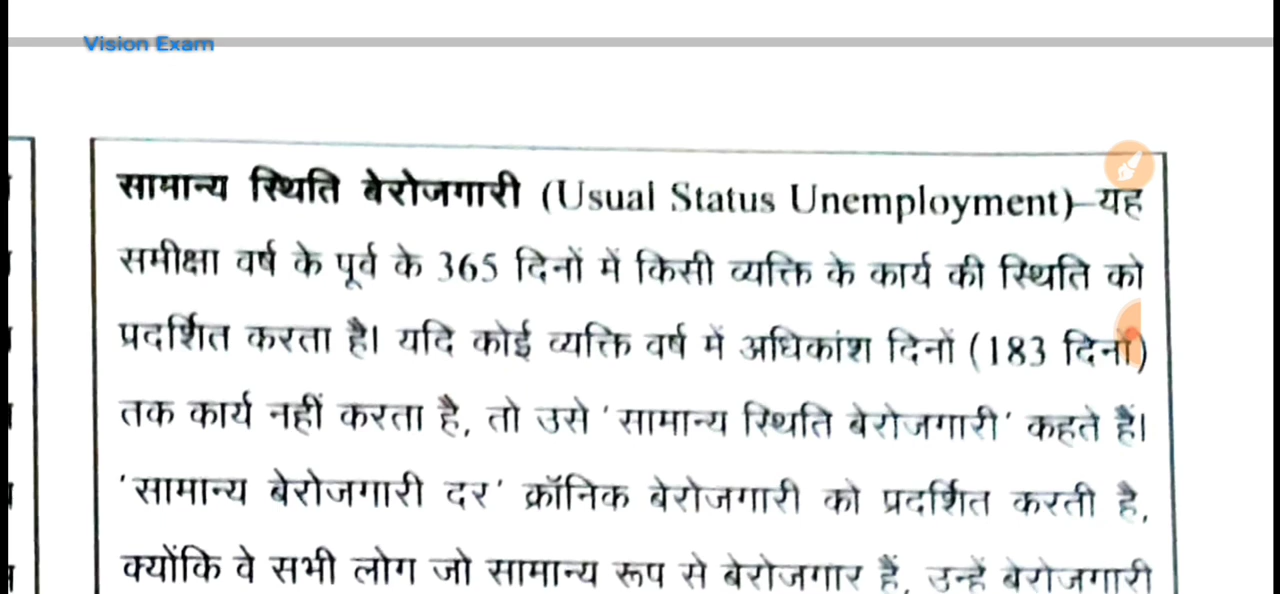 Vision Exam
सामान्य स्थिति बेरोजगारी (Usual Status Unemployment)–यह
समीक्षा वर्ष के पूर्व के 365 दिनों में किसी व्यक्ति के कार्य की स्थिति को
प्रदर्शित करता है। यदि कोई व्यक्ति वर्ष में अधिकांश दिनों (183 दिनों)
तक कार्य नहीं करता है, तो उसे 'सामान्य स्थिति बेरोजगारी' कहते हैं।
'सामान्य बेरोजगारी दर' क्रॉनिक बेरोजगारी को प्रदर्शित करती है,
क्योंकि वे सभी लोग जो सामान्य रूप से बेरोजगार हैं, उन्हें बेरोजगारी